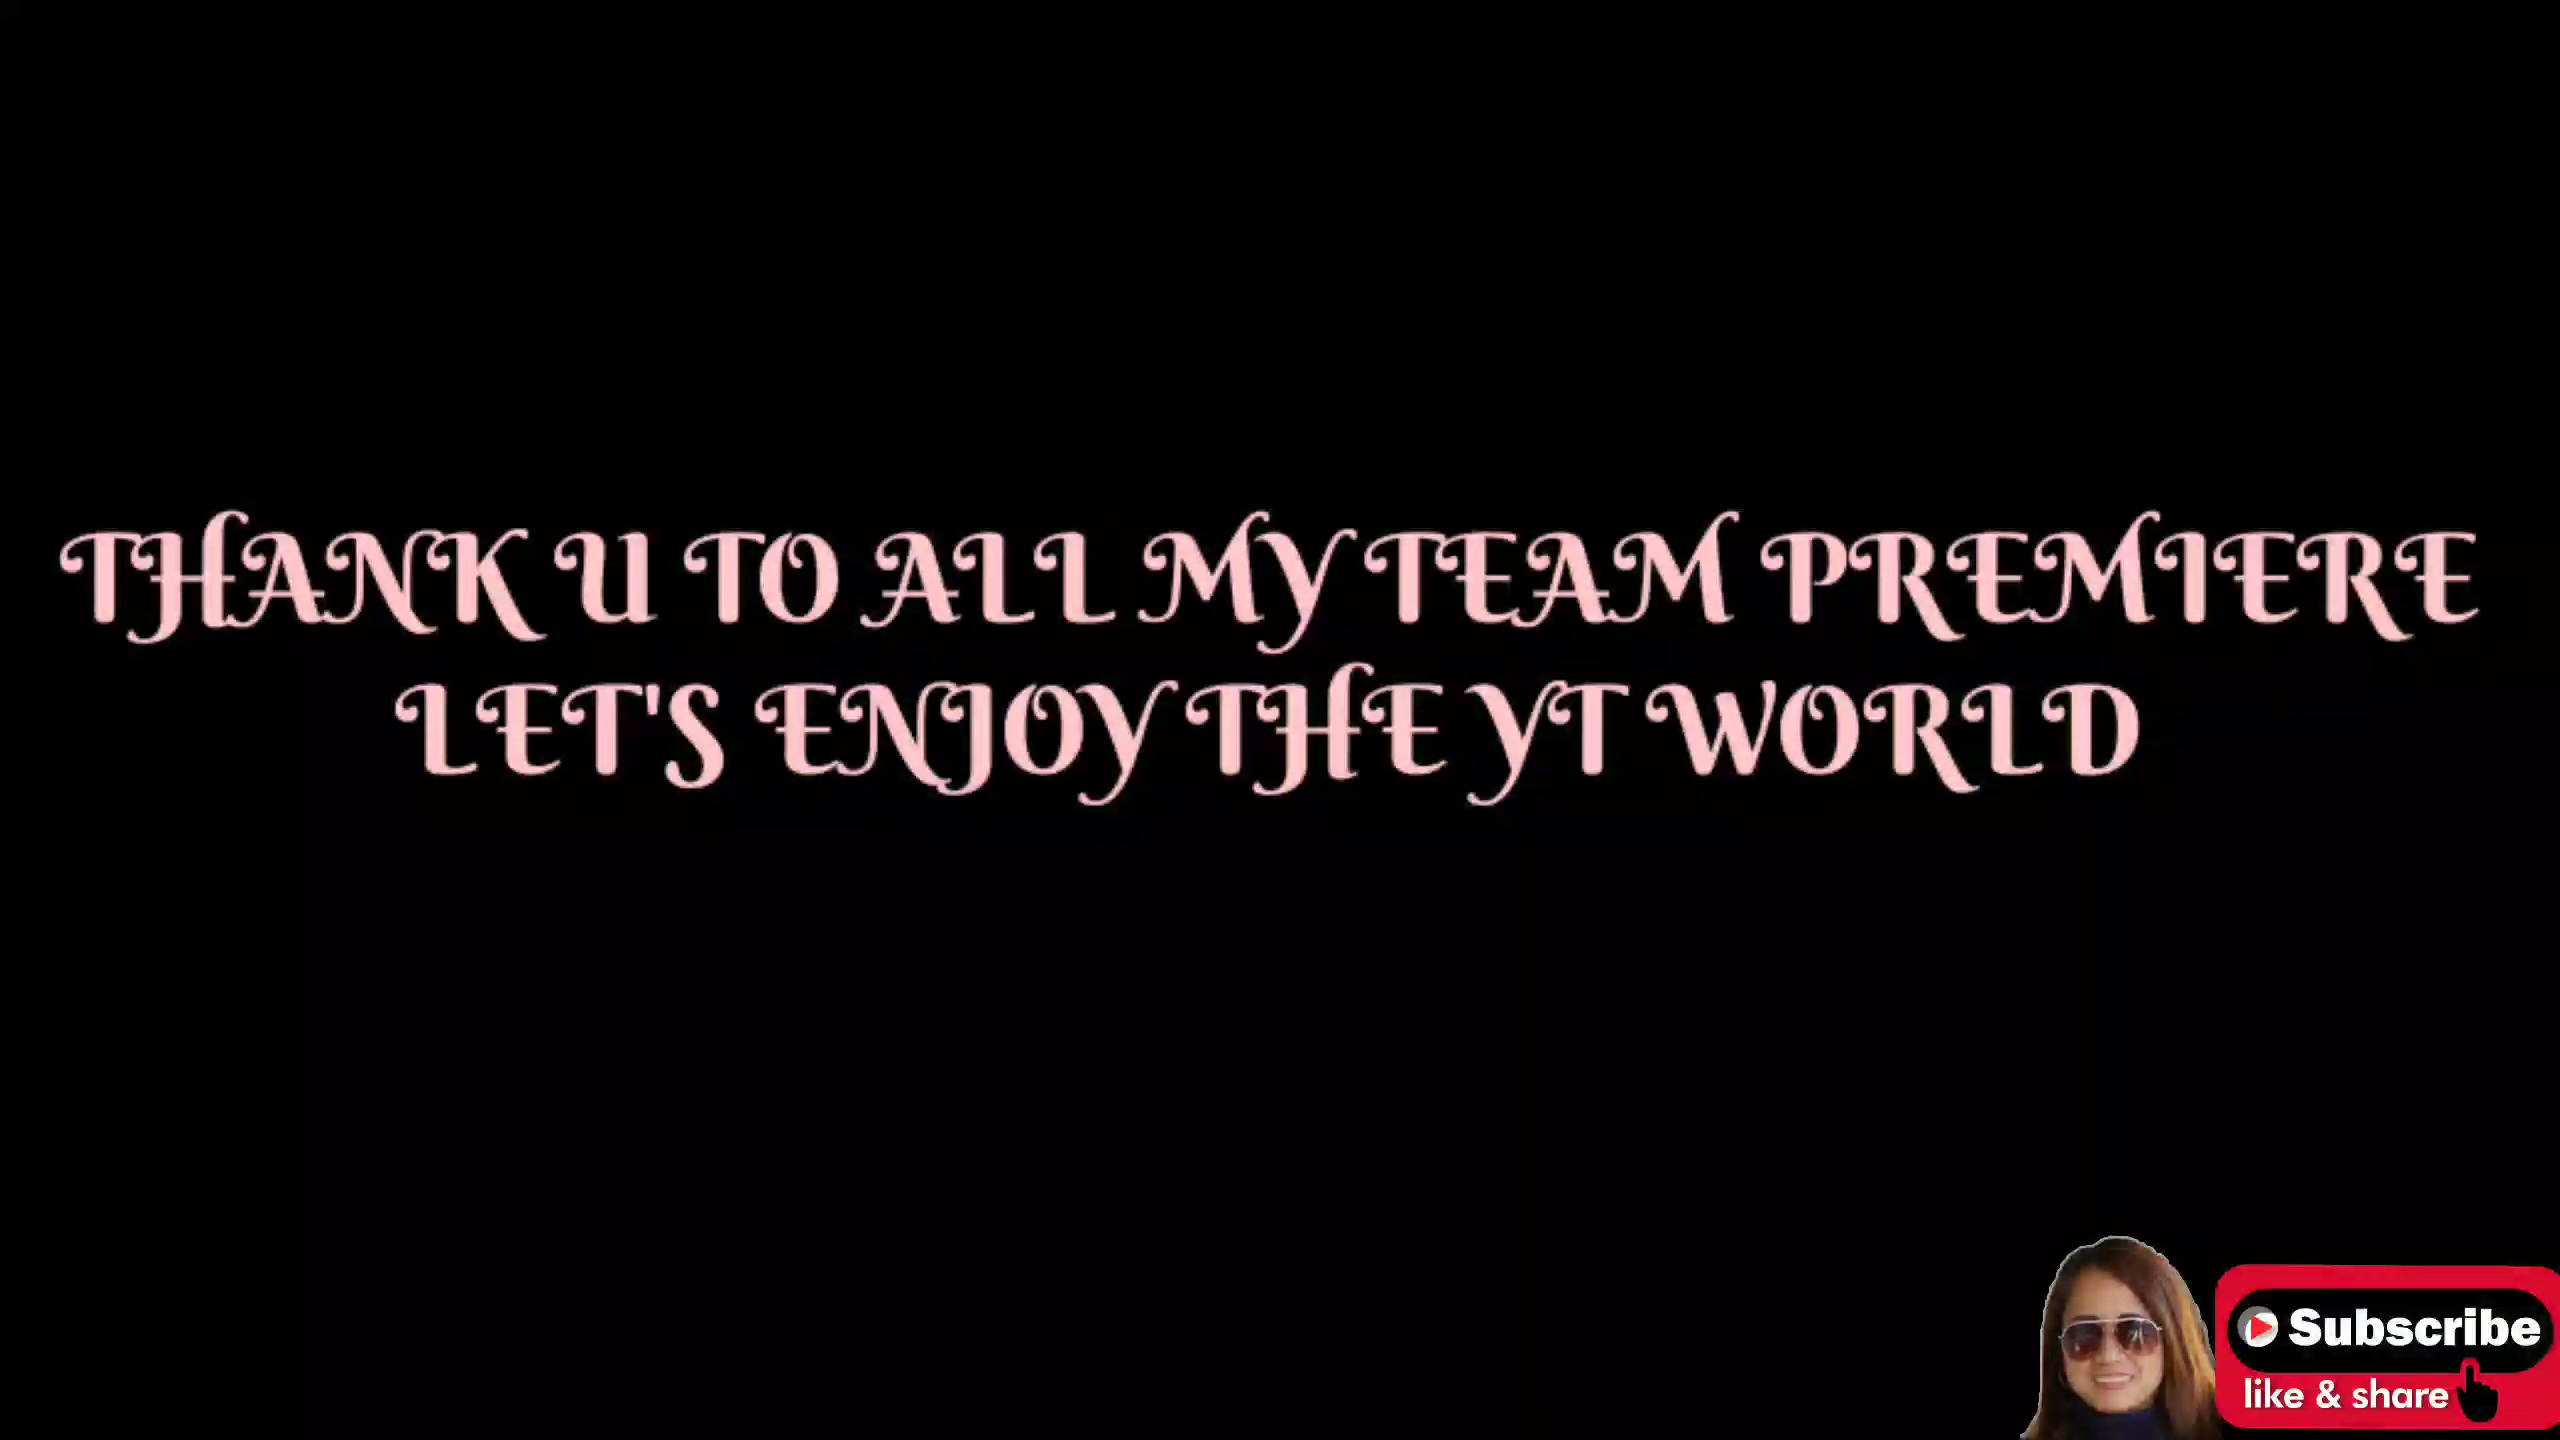 THANK U TO ALL MY TEAM PREMIERE
LET'S ENJOY THE YT WORLD
Subscribe
like & share